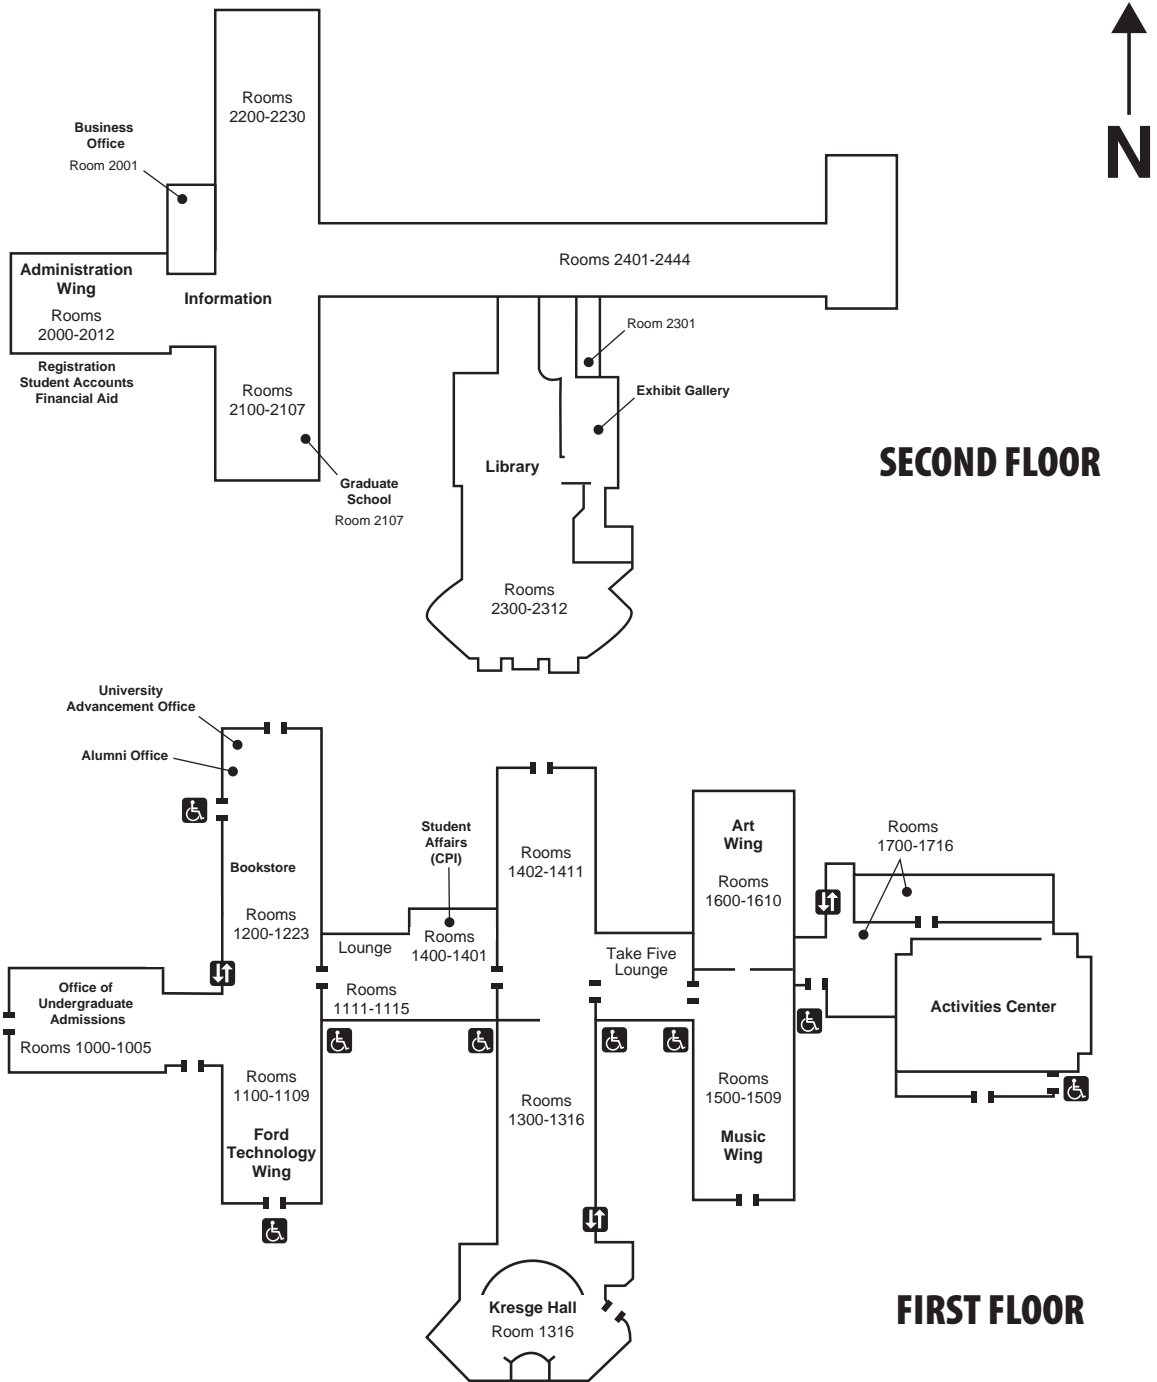 N
Rooms
2200-2230
Business
Office
Room 2001
Administration
Wing
Rooms
2000-2012
Information
Registration
Student Accounts
Financial Aid
Rooms
2100-2107
Graduate
School
Room 2107
Rooms 2401-2444
Room 2301
Exhibit Gallery
Library
Rooms
2300-2312
SECOND FLOOR
University
Advancement Office
Alumni Office
Bookstore
Rooms
1200-1223
Office of
Undergraduate
Admissions
Rooms 1000-1005
Rooms
1100-1109
Ford
Technology
Wing
Lounge
Rooms
1111-1115
Student
Affairs
(CPI)
Rooms
1400-1401
Rooms
1402-1411
Take Five
Lounge
Rooms
1300-1316
Kresge Hall
Room 1316
Art
Wing
Rooms
1600-1610
Rooms
1500-1509
Music
Wing
Rooms
1700-1716
Activities Center
FIRST FLOOR